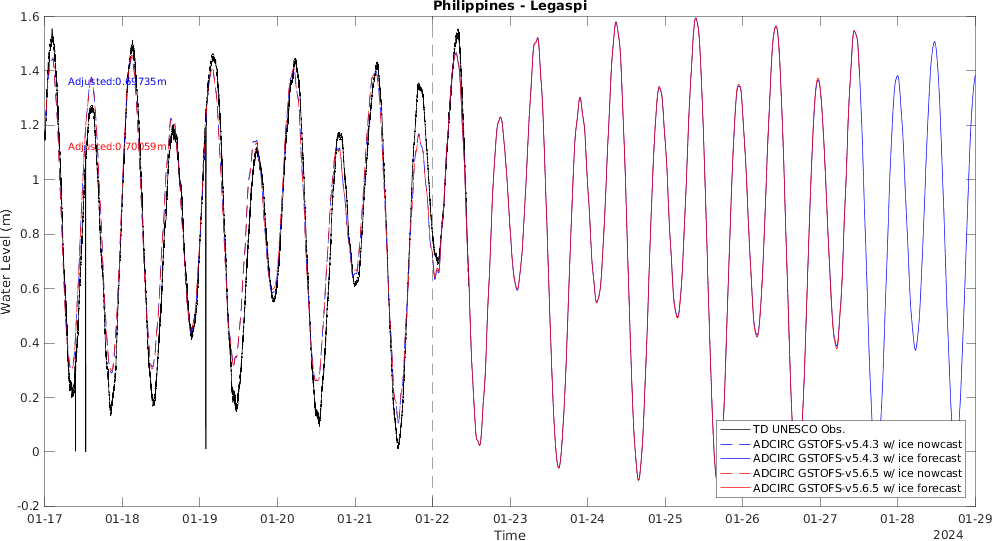 Philippines - Legaspi
1.6
1.4
1.2
1
0.8
0.6
0.4
0.2
0
-0.2
Water Level (m)
Adjusted:0.69735m
Adjusted:0.70059m
TD UNESCO Obs.
ADCIRC GSTOFS-v5.4.3 w/ ice nowcast
ADCIRC GSTOFS-v5.4.3 w/ ice forecast
ADCIRC GSTOFS-v5.6.5 w/ ice nowcast
ADCIRC GSTOFS-v5.6.5 w/ ice forecast
01-17 01-18 01-19 01-20 01-21 01-22 01-23 01-24 01-25 01-26 01-27 01-28 01-29
Time
2024